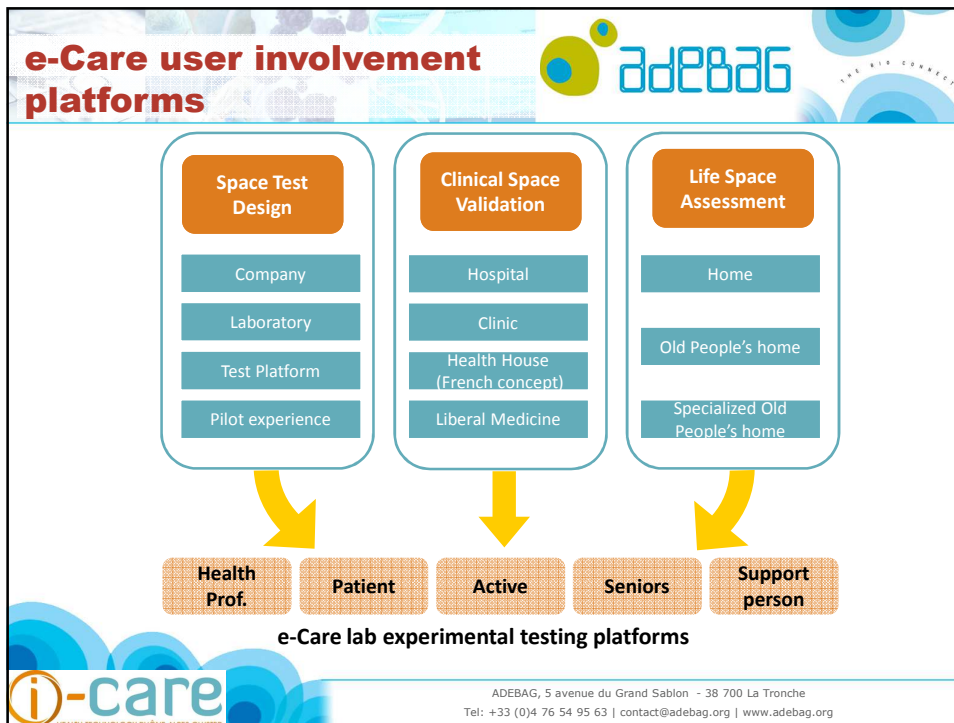 e-Care user involvement
platforms
adebag
THE AIR CONNECT
Space Test
Design
Company
Laboratory
Test Platform
Pilot experience
Clinical Space
Validation
Hospital
Clinic
Health House
(French concept)
Liberal Medicine
Life Space
Assessment
Home
Old People's home
Specialized Old
People's home
Health
Prof.
Patient
Active
Seniors
Support
person
e-Care lab experimental testing platforms
i-care
ADEBAG, 5 avenue du Grand Sablon - 38 700 La Tronche
Tel: +33 (0)4 76 54 95 63 | contact@adebag.org | www.adebag.org